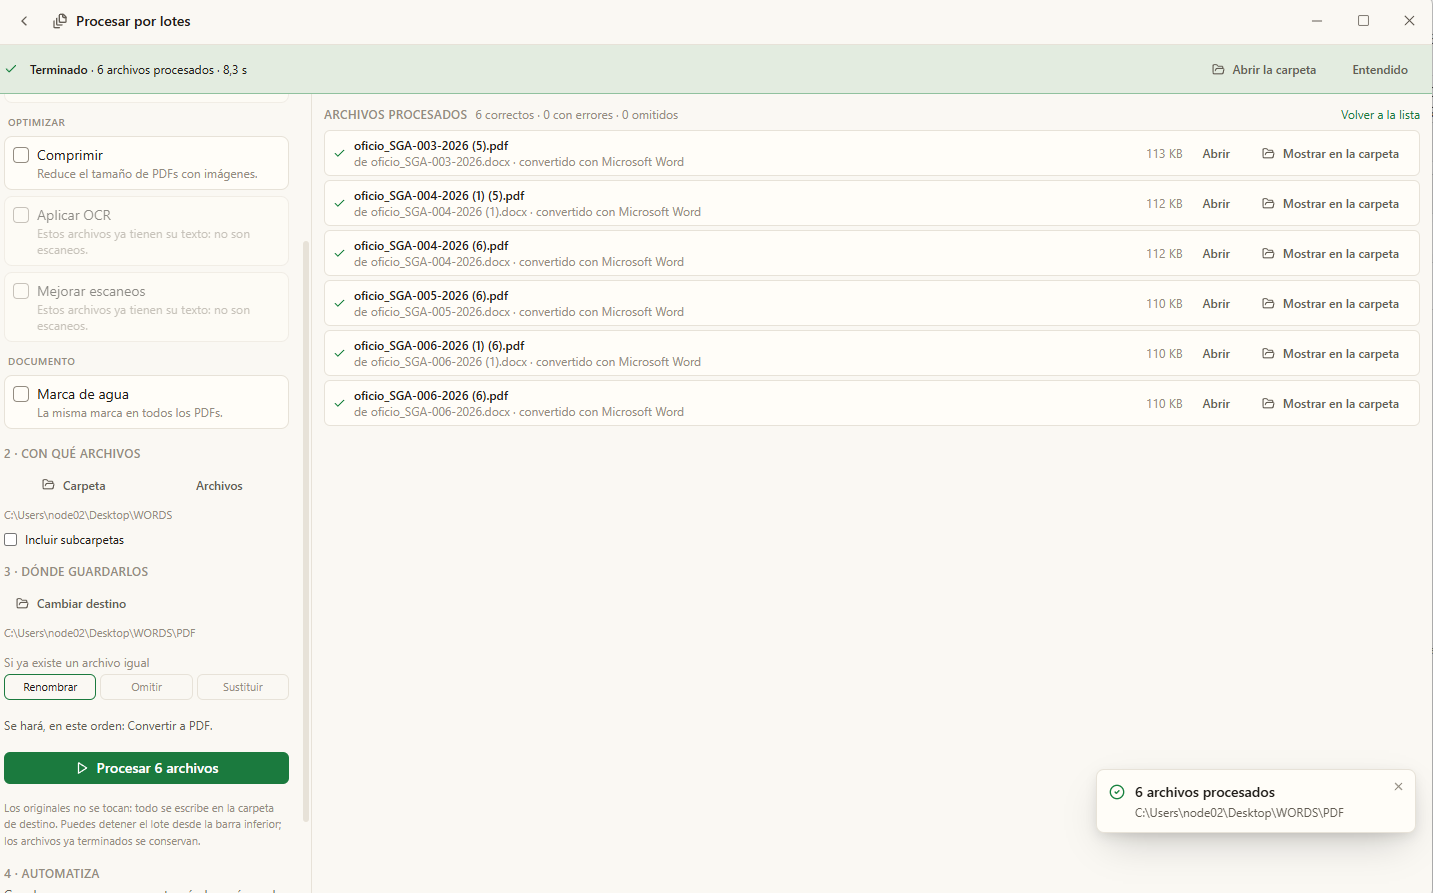 Procesar por lotes
Terminado · 6 archivos procesados · 8,3 s
Abrir la carpeta
Entendido
OPTIMIZAR
Comprimir
Reduce el tamaño de PDFs con imágenes.
Aplicar OCR
Estos archivos ya tienen su texto: no son
escaneos.
Mejorar escaneos
Estos archivos ya tienen su texto: no son
escaneos.
DOCUMENTO
Marca de agua
La misma marca en todos los PDFs.
2 · CON QUÉ ARCHIVOS
Carpeta
Archivos
C:\Users\node02\Desktop\WORDS
Incluir subcarpetas
3 · DÓNDE GUARDARLOS
Cambiar destino
C:\Users\node02\Desktop\WORDS\PDF
Si ya existe un archivo igual
Renombrar
Omitir
Sustituir
Se hará, en este orden: Convertir a PDF.
Procesar 6 archivos
Los originales no se tocan: todo se escribe en la carpeta
de destino. Puedes detener el lote desde la barra inferior;
los archivos ya terminados se conservan.
4 · AUTOMATIZA
ARCHIVOS PROCESADOS 6 correctos · 0 con errores · 0 omitidos
Volver a la lista
oficio_SGA-003-2026 (5).pdf
de oficio_SGA-003-2026.docx · convertido con Microsoft Word
113 KB Abrir Mostrar en la carpeta
oficio_SGA-004-2026 (1) (5).pdf
de oficio_SGA-004-2026 (1).docx · convertido con Microsoft Word
112 KB Abrir Mostrar en la carpeta
oficio_SGA-004-2026 (6).pdf
de oficio_SGA-004-2026.docx · convertido con Microsoft Word
112 KB Abrir Mostrar en la carpeta
oficio_SGA-005-2026 (6).pdf
de oficio_SGA-005-2026.docx · convertido con Microsoft Word
110 KB Abrir Mostrar en la carpeta
oficio_SGA-006-2026 (1) (6).pdf
de oficio_SGA-006-2026 (1).docx · convertido con Microsoft Word
110 KB Abrir Mostrar en la carpeta
oficio_SGA-006-2026 (6).pdf
de oficio_SGA-006-2026.docx · convertido con Microsoft Word
110 KB Abrir Mostrar en la carpeta
6 archivos procesados
C:\Users\node02\Desktop\WORDS\PDF